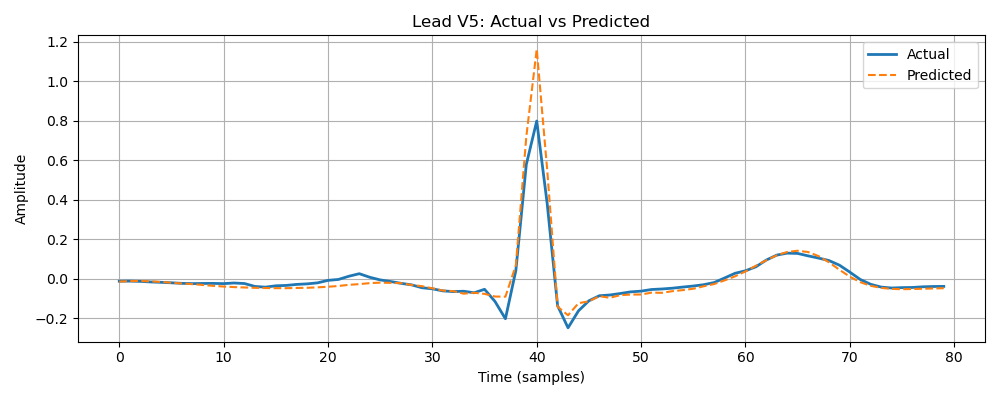 Lead V5: Actual vs Predicted
Actual
Predicted
1.2
1.0
0.8
0.6
0.4
0.2
0.0
−0.2
Amplitude
0 10 20 30 40 50 60 70 80
Time (samples)